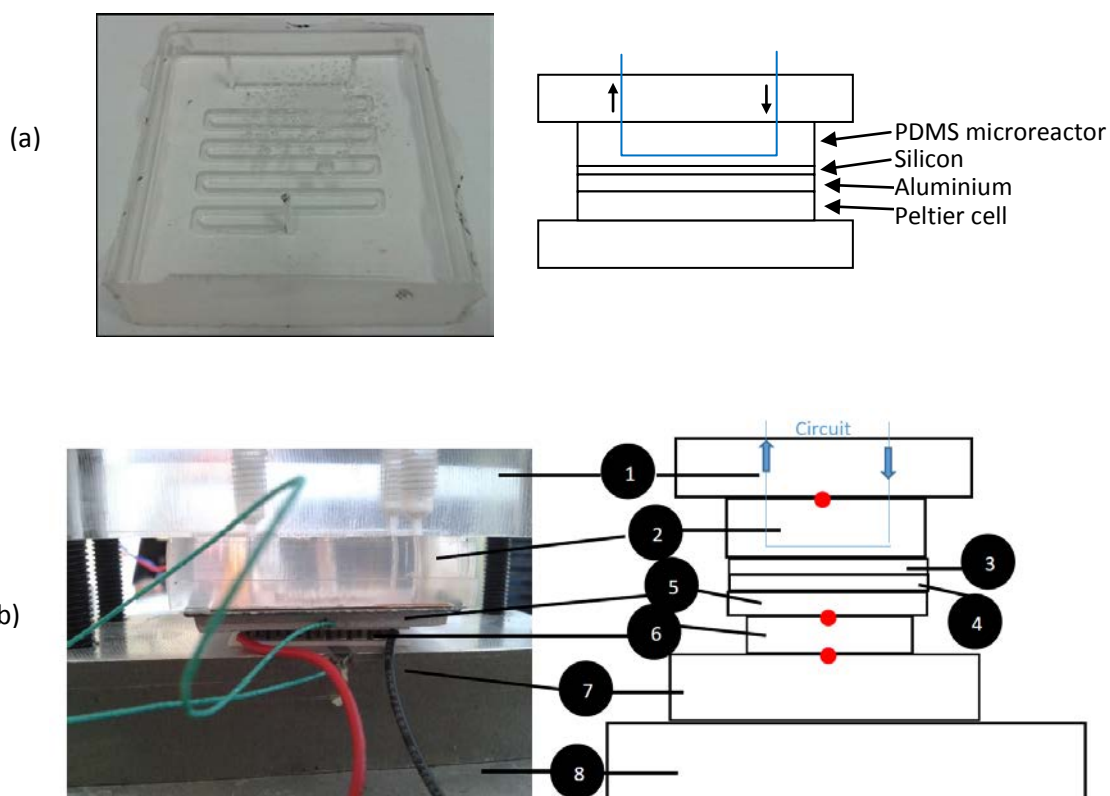 (a)
PDMS microreactor
Silicon
Aluminium
Peltier cell
b)
Circuit
1
2
3
5
4
6
7
8